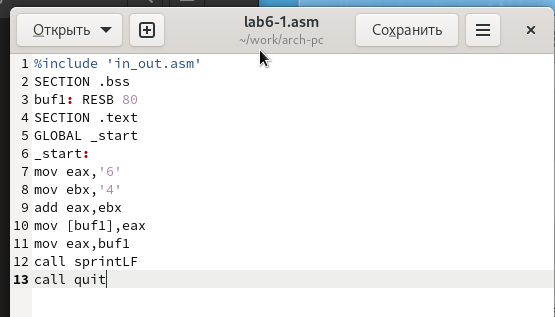 Открыть
lab6-1.asm
~/work/arch-pc
Сохранить
1 %include 'in_out.asm'
2 SECTION .bss
3 buf1: RESB 80
4 SECTION .text
5 GLOBAL _start
6 _start:
7 mov eax,'6'
8 mov ebx,'4'
9 add eax,ebx
10 mov [buf1],eax
11 mov eax,buf1
12 call sprintLF
13 call quit